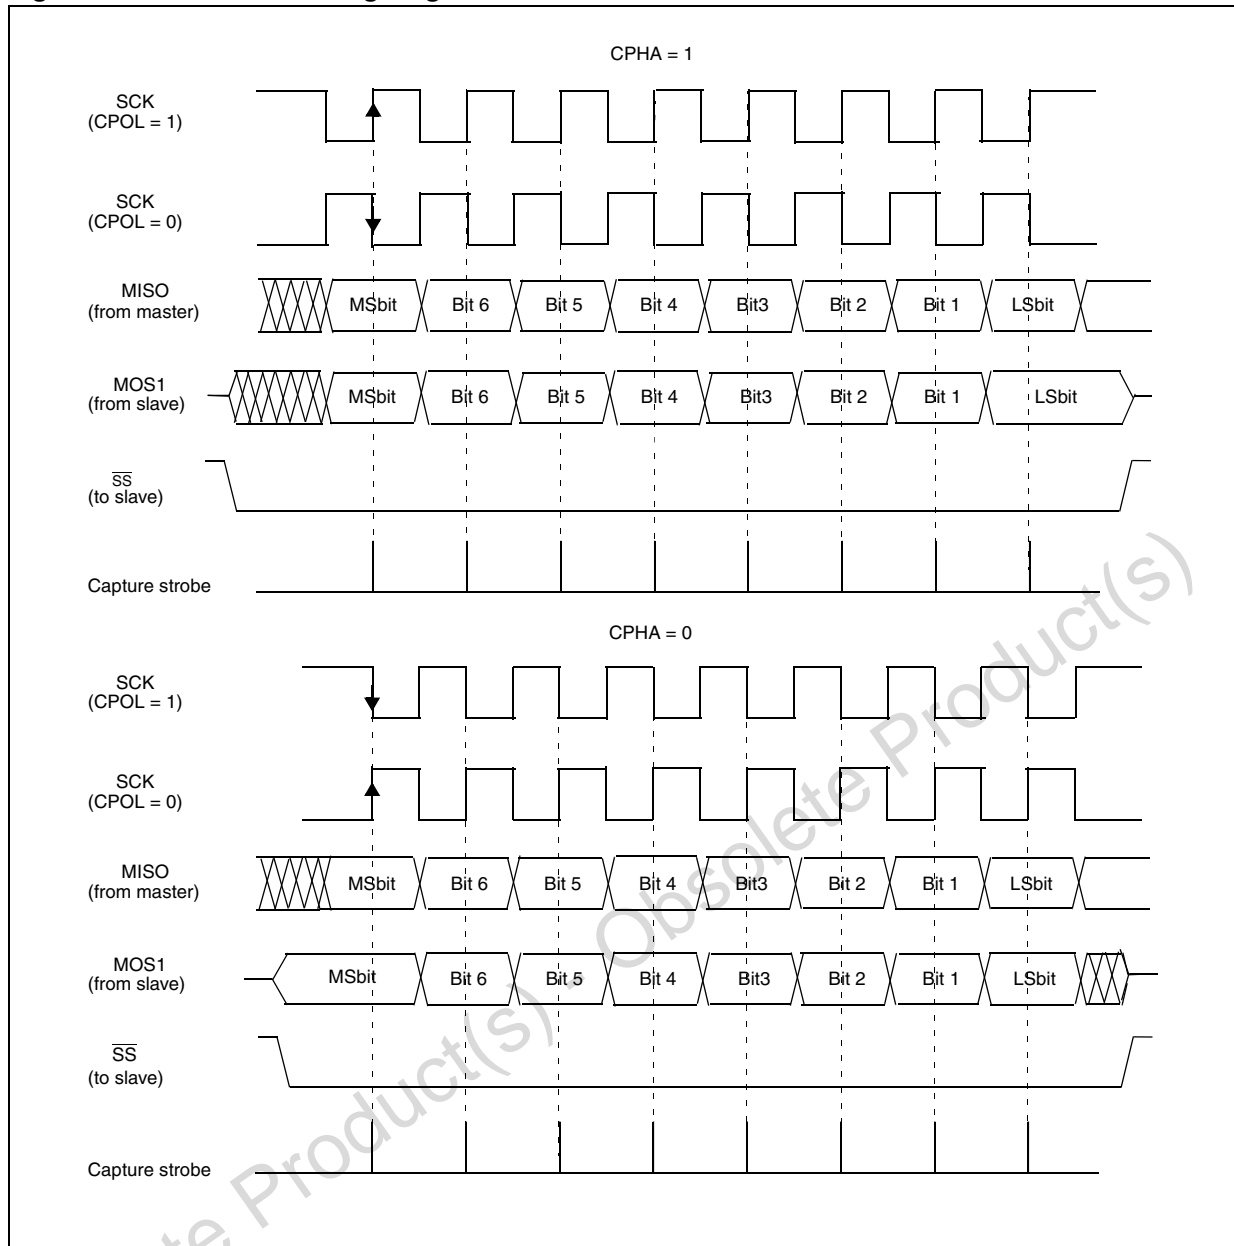 CPHA = 1
SCK
(CPOL = 1)
SCK
(CPOL = 0)
MISO
(from master)
MSbit Bit 6 Bit 5 Bit 4 Bit3 Bit 2 Bit 1 LSbit
MOS1
(from slave)
MSbit Bit 6 Bit 5 Bit 4 Bit3 Bit 2 Bit 1 LSbit
SS
(to slave)
Capture strobe
CPHA = 0
SCK
(CPOL = 1)
SCK
(CPOL = 0)
MISO
(from master)
MSbit Bit 6 Bit 5 Bit 4 Bit3 Bit 2 Bit 1 LSbit
MOS1
(from slave)
MSbit Bit 6 Bit 5 Bit 4 Bit3 Bit 2 Bit 1 LSbit
SS
(to slave)
Capture strobe
Product(s) - Obsolete Product(s)